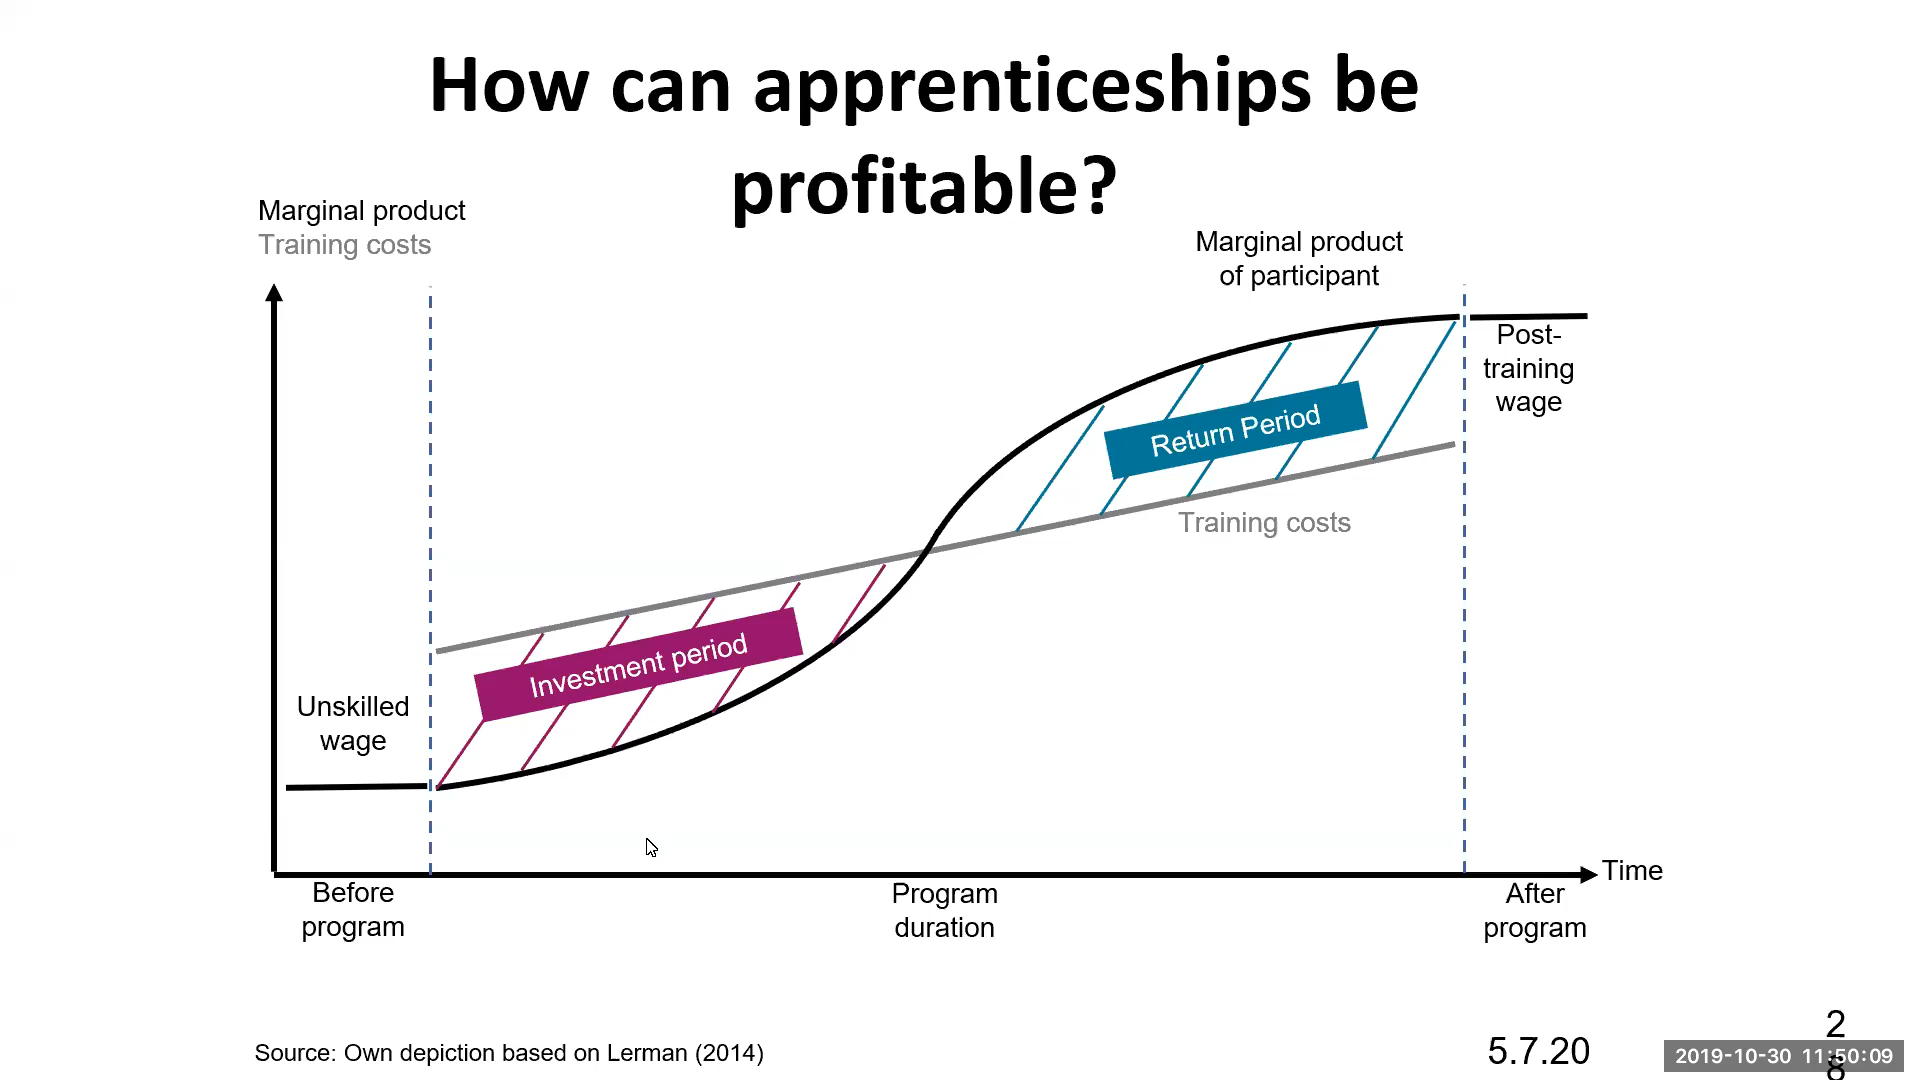 How can apprenticeships be
profitable?
Marginal product
Training costs
Marginal product
of participant
Post-
training
wage
Return Period
Training costs
Investment period
Unskilled
wage
Time
Before
program
Program
duration
After
program
Source: Own depiction based on Lerman (2014)
5.7.20
2
8
2019-10-30 11:50:09